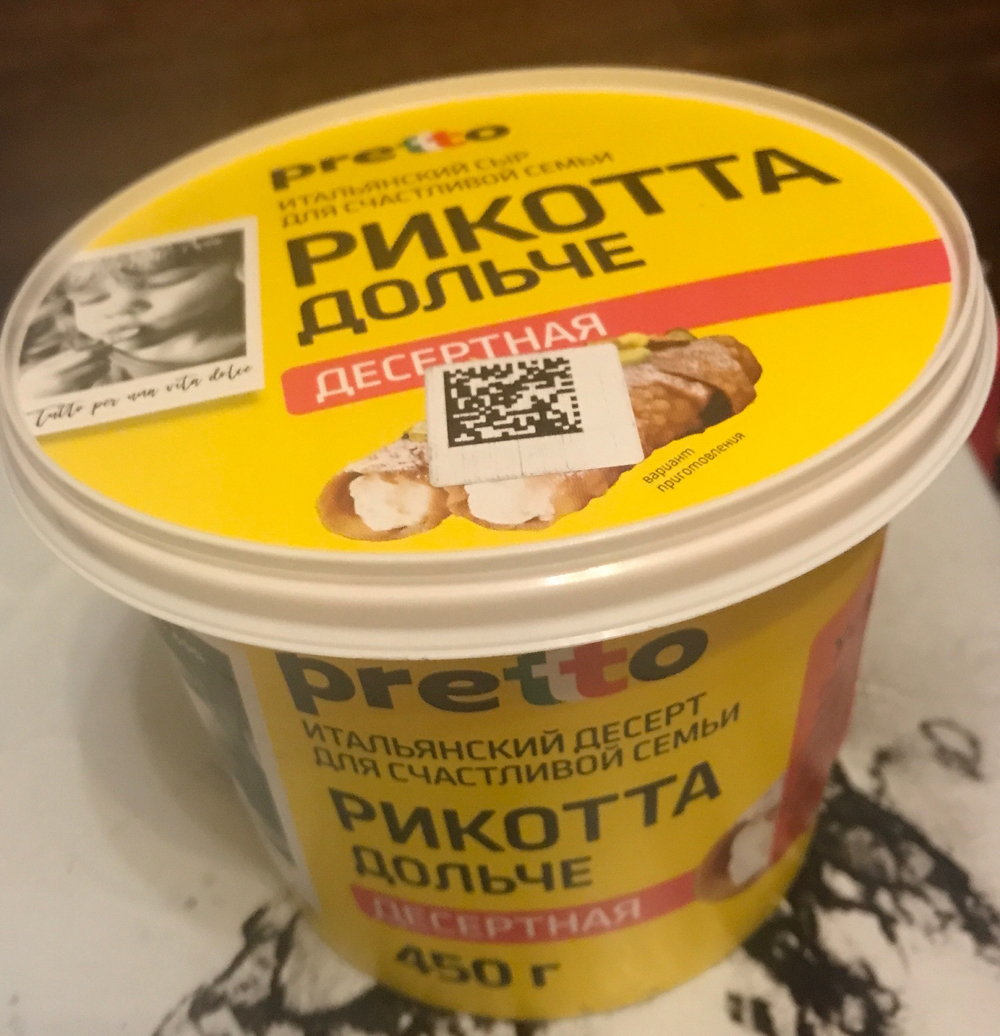 pretto
ИТАЛЬЯНСКИЙ СЫР
ДЛЯ СЧАСТЛИВОЙ СЕМЬИ
РИКОТТА
ДОЛЬЧЕ
ДЕСЕРТНАЯ
tutto per una vita dolce
вариант
приготовления
pretto
ИТАЛЬЯНСКИЙ ДЕСЕРТ
ДЛЯ СЧАСТЛИВОЙ СЕМЬИ
РИКОТТА
ДОЛЬЧЕ
ДЕСЕРТНАЯ
450 г